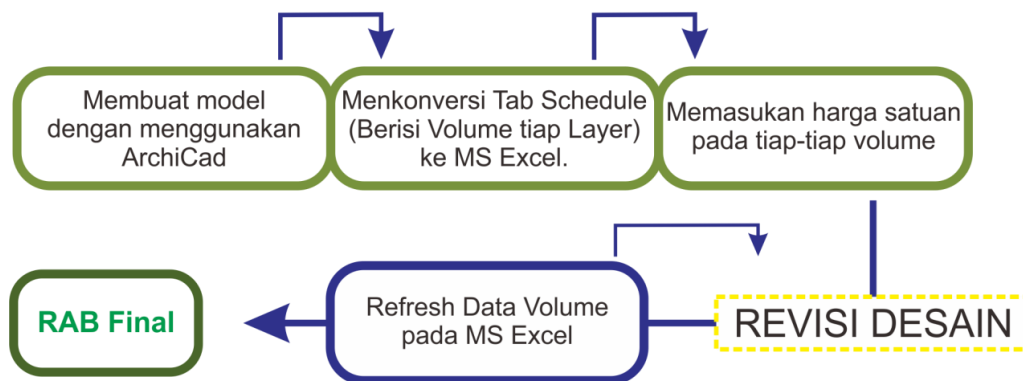 Membuat model
dengan menggunakan
ArchiCad
Menkonversi Tab Schedule
(Berisi Volume tiap Layer)
ke MS Excel.
Memasukan harga satuan
pada tiap-tiap volume
REVISI DESAIN
Refresh Data Volume
pada MS Excel
RAB Final